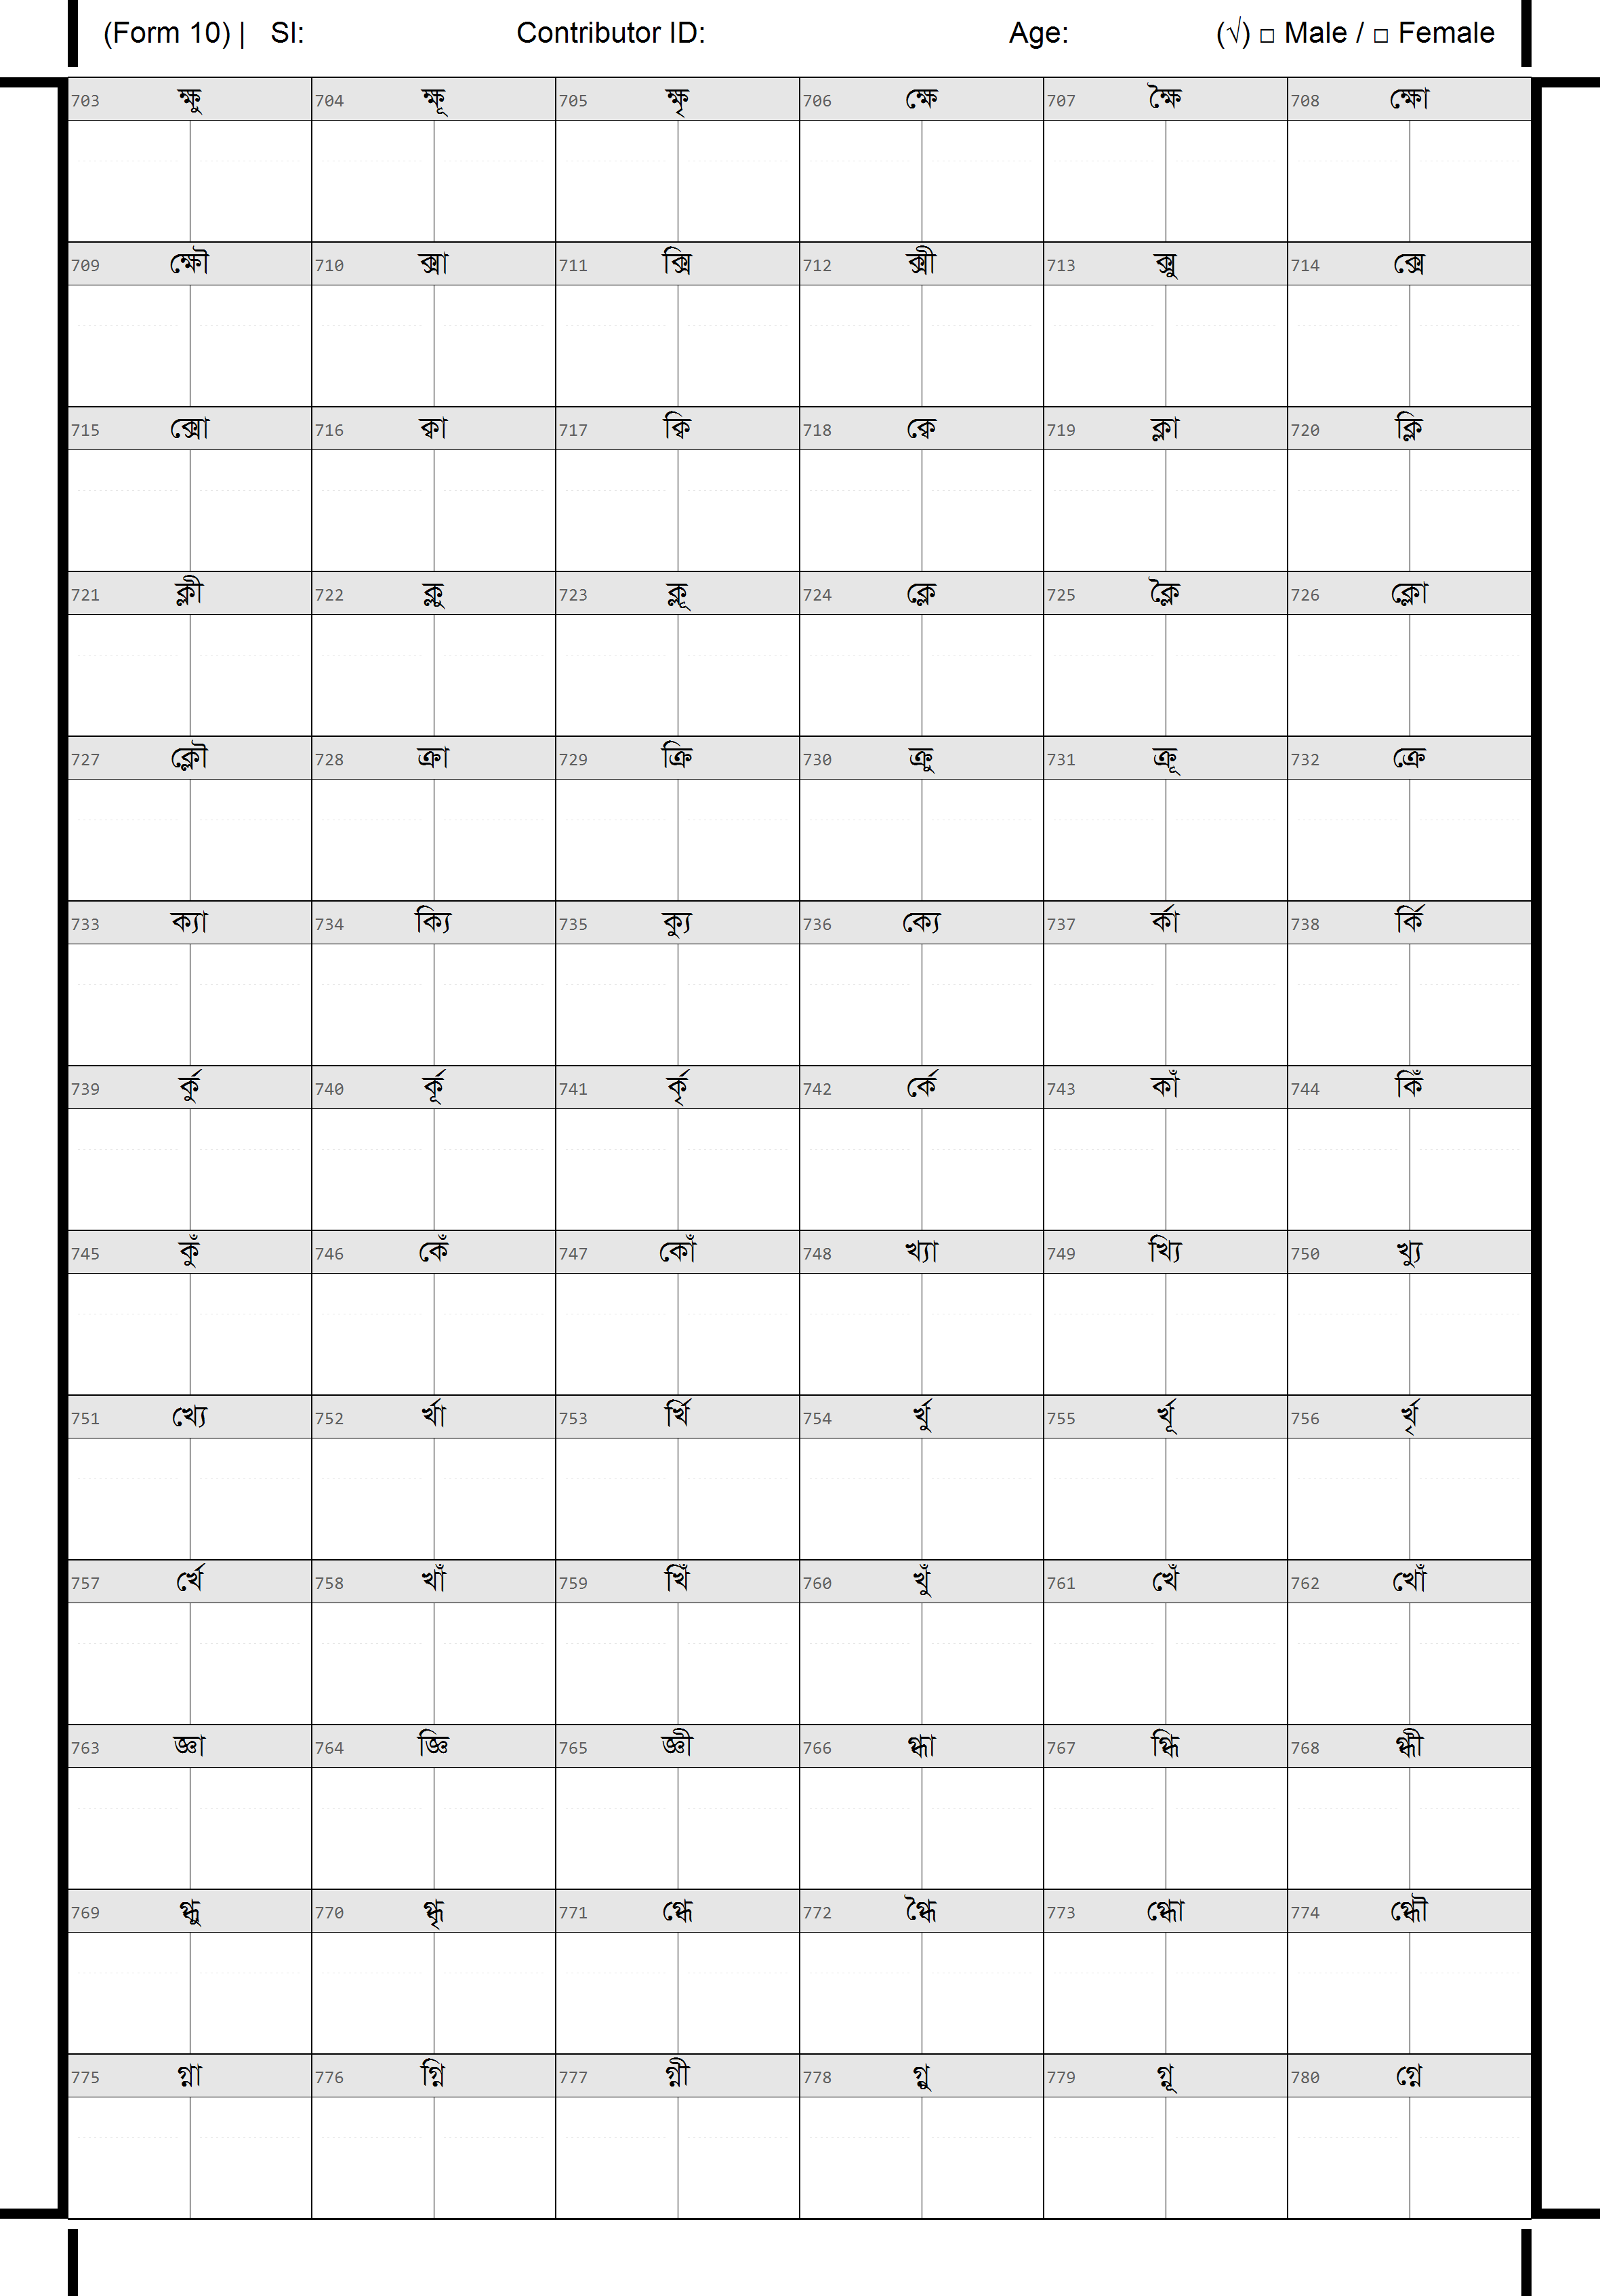 (Form 10) | Sl: Contributor ID: Age: (√) □ Male / □ Female
703 ক্ষু 704 ক্ষূ 705 ক্ষৃ 706 ক্ষে 707 ক্ষৈ 708 ক্ষো
709 ক্ষৌ 710 ক্সা 711 ক্সি 712 ক্সী 713 ক্সু 714 ক্সে
715 ক্সো 716 ক্বা 717 ক্বি 718 ক্বে 719 ক্লা 720 ক্লি
721 ক্লী 722 ক্লু 723 ক্লূ 724 ক্লে 725 ক্লৈ 726 ক্লো
727 ক্লৌ 728 ক্রা 729 ক্রি 730 ক্রু 731 ক্রূ 732 ক্রে
733 ক্যা 734 ক্যি 735 ক্যু 736 ক্যে 737 র্কা 738 র্কি
739 র্কু 740 র্কূ 741 র্কৃ 742 র্কে 743 কাঁ 744 কিঁ
745 কুঁ 746 কেঁ 747 কোঁ 748 খ্যা 749 খ্যি 750 খ্যু
751 খ্যে 752 র্খা 753 র্খি 754 র্খু 755 র্খূ 756 র্খৃ
757 র্খে 758 খাঁ 759 খিঁ 760 খুঁ 761 খেঁ 762 খোঁ
763 জ্ঞা 764 জ্ঞি 765 জ্ঞী 766 গ্ধা 767 গ্ধি 768 গ্ধী
769 গ্ধু 770 গ্ধৃ 771 গ্ধে 772 গ্ধৈ 773 গ্ধো 774 গ্ধৌ
775 গ্না 776 গ্নি 777 গ্নী 778 গ্নু 779 গ্নূ 780 গ্নে